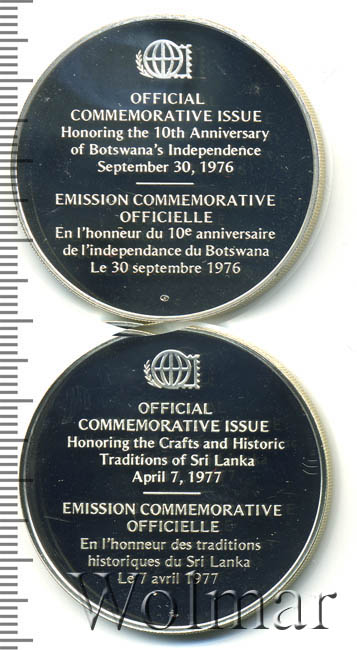 OFFICIAL
COMMEMORATIVE ISSUE
Honoring the 10th Anniversary
of Botswana's Independence
September 30, 1976
EMISSION COMMEMORATIVE
OFFICIELLE
En l'honneur du 10e anniversaire
de l'independance du Botswana
Le 30 septembre 1976
OFFICIAL
COMMEMORATIVE ISSUE
Honoring the Crafts and Historic
Traditions of Sri Lanka
April 7, 1977
EMISSION COMMEMORATIVE
OFFICIELLE
En l'honneur des traditions
historiques du Sri Lanka
Le 7 avril 1977
Wolmar